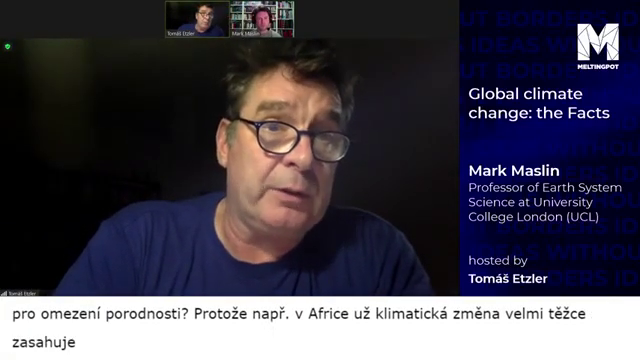 Tomáš Etzler
Mark Maslin
MELTINGPOT
Global climate
change: the Facts
Mark Maslin
Professor of Earth System
Science at University
College London (UCL)
hosted by
Tomáš Etzler
Tomáš Etzler
pro omezení porodnosti? Protože např. v Africe už klimatická změna velmi těžce
zasahuje